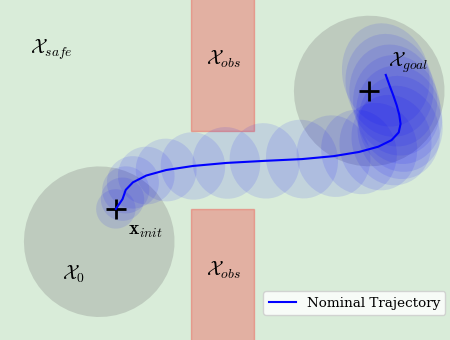 𝒳_safe
𝒳_obs
𝒳_goal
x_init
𝒳_0
𝒳_obs
Nominal Trajectory